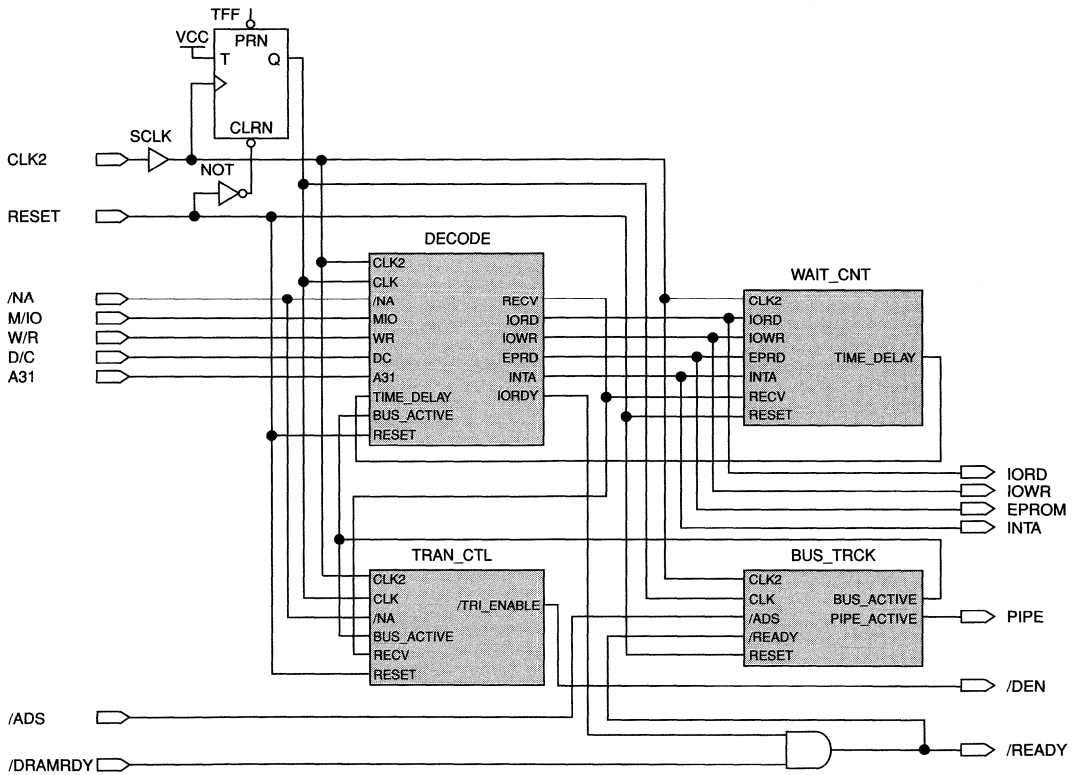 TFF
VCC
PRN
T
Q
CLRN
SCLK
CLK2
NOT
RESET
DECODE
CLK2
CLK
/NA
MIO
WR
DC
A31
TIME_DELAY
BUS_ACTIVE
RESET
RECV
IORD
IOWR
EPRD
INTA
IORDY
/NA
M/IO
W/R
D/C
A31
WAIT_CNT
CLK2
IORD
IOWR
EPRD
INTA
RECV
RESET
TIME_DELAY
IORD
IOWR
EPROM
INTA
TRAN_CTL
CLK2
CLK
/NA
BUS_ACTIVE
RECV
RESET
/TRI_ENABLE
BUS_TRCK
CLK2
CLK
/ADS
/READY
RESET
BUS_ACTIVE
PIPE_ACTIVE
PIPE
/DEN
/ADS
/READY
/DRAMRDY